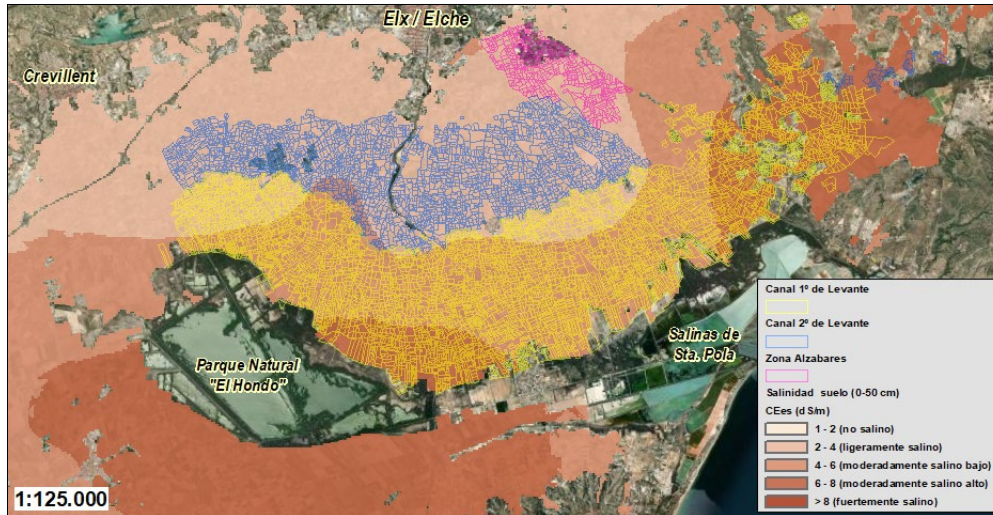 Elx / Elche
Crevillent
Parque Natural
"El Hondo"
Salinas de
Sta. Pola
1:125.000
Canal 1º de Levante
Canal 2º de Levante
Zona Alzabares
Salinidad suelo (0-50 cm)
CEes (d S/m)
1 - 2 (no salino)
2 - 4 (ligeramente salino)
4 - 6 (moderadamente salino bajo)
6 - 8 (moderadamente salino alto)
> 8 (fuertemente salino)